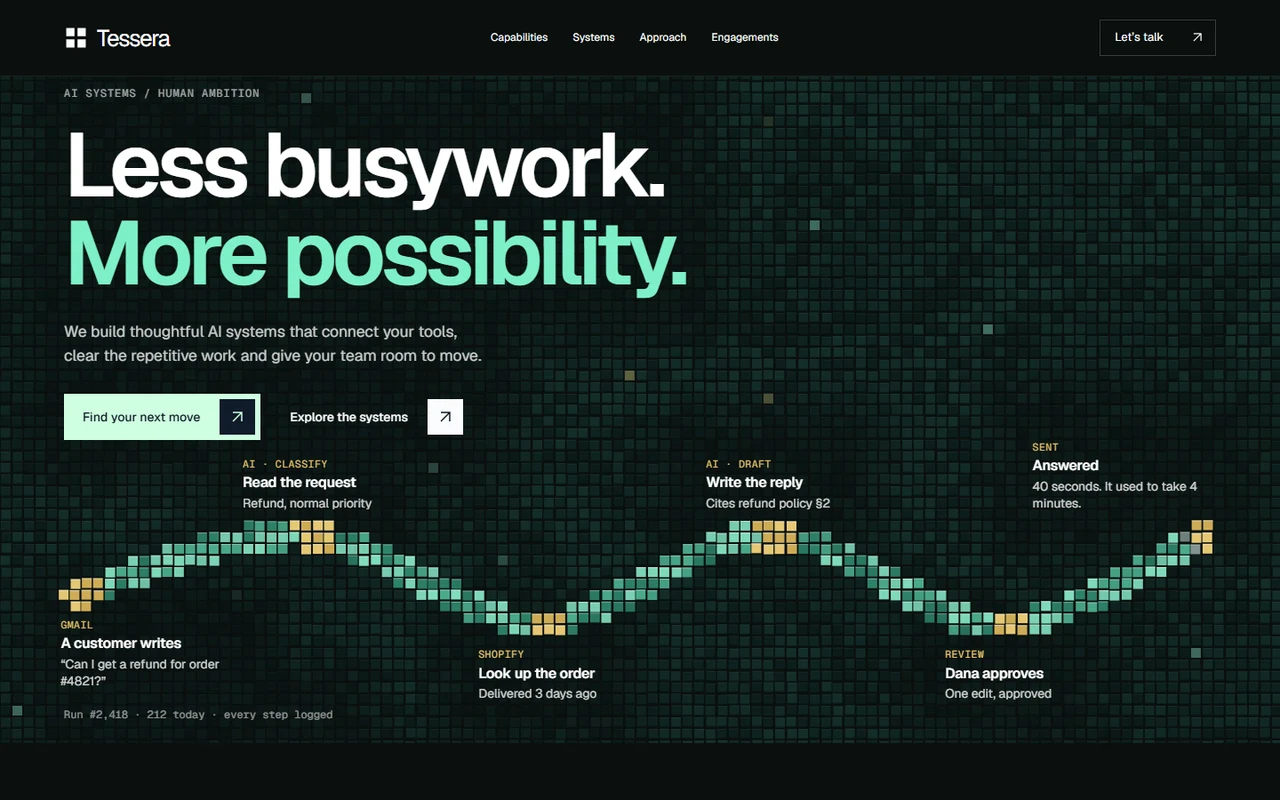 Tessera
Capabilities
Systems
Approach
Engagements
Let's talk
AI SYSTEMS / HUMAN AMBITION
Less busywork.
More possibility.
We build thoughtful AI systems that connect your tools,
clear the repetitive work and give your team room to move.
Find your next move
Explore the systems
GMAIL
A customer writes
“Can I get a refund for order
#4821?”
AI · CLASSIFY
Read the request
Refund, normal priority
SHOPIFY
Look up the order
Delivered 3 days ago
AI · DRAFT
Write the reply
Cites refund policy §2
REVIEW
Dana approves
One edit, approved
SENT
Answered
40 seconds. It used to take 4
minutes.
Run #2,418 · 212 today · every step logged